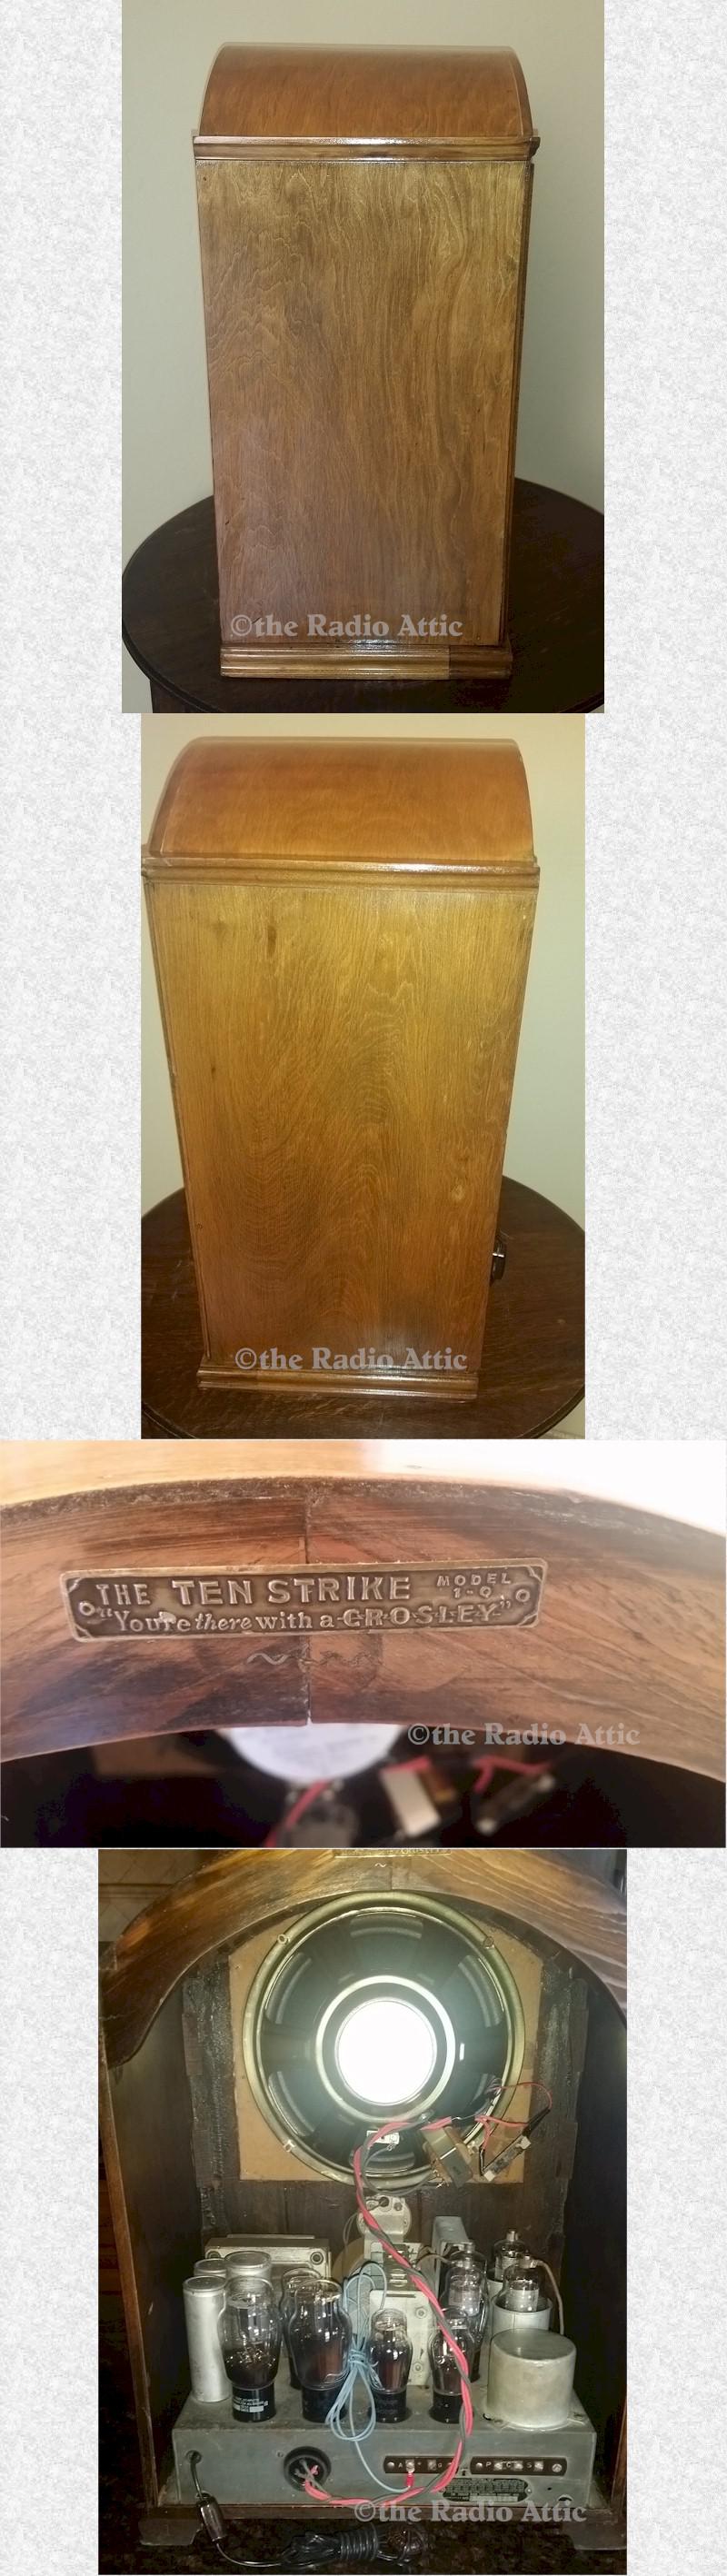 ©the Radio Attic
©the Radio Attic
THE TEN STRIKE MODEL 1-Q
"You're there with a-CROSLEY-"
©the Radio Attic
A G P C S
©the Radio Attic